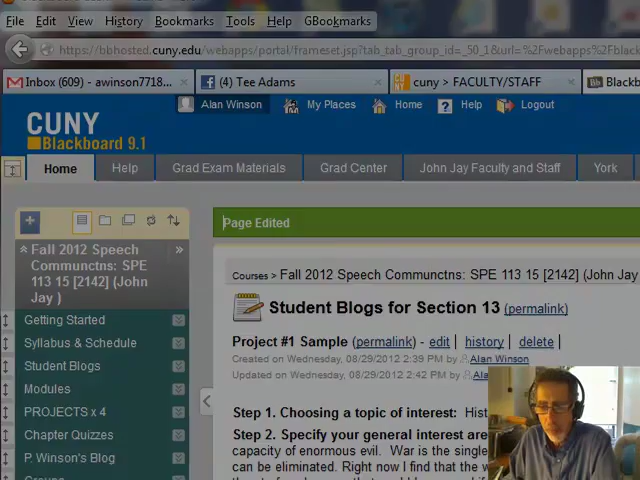 File Edit View History Bookmarks Tools Help GBookmarks
https://bbhosted.cuny.edu/webapps/portal/frameset.jsp?tab_tab_group_id=_50_1&url=%2Fwebapps%2Fblac
Inbox (609) - awinson7718... × (4) Tee Adams × cuny > FACULTY/STAFF × Blackb
Alan Winson My Places Home Help Logout
CUNY
Blackboard 9.1
Home Help Grad Exam Materials Grad Center John Jay Faculty and Staff York
Page Edited
Fall 2012 Speech
Communctns: SPE
113 15 [2142] (John
Jay )
Courses > Fall 2012 Speech Communctns: SPE 113 15 [2142] (John Jay
Student Blogs for Section 13 (permalink)
Getting Started
Syllabus & Schedule
Student Blogs
Modules
PROJECTS x 4
Chapter Quizzes
P. Winson's Blog
Project #1 Sample (permalink) - edit | history | delete |
Created on Wednesday, 08/29/2012 2:39 PM by Alan Winson
Updated on Wednesday, 08/29/2012 2:42 PM by Ala
Step 1. Choosing a topic of interest: Hist
Step 2. Specify your general interest are
capacity of enormous evil. War is the single
can be eliminated. Right now I find that the w